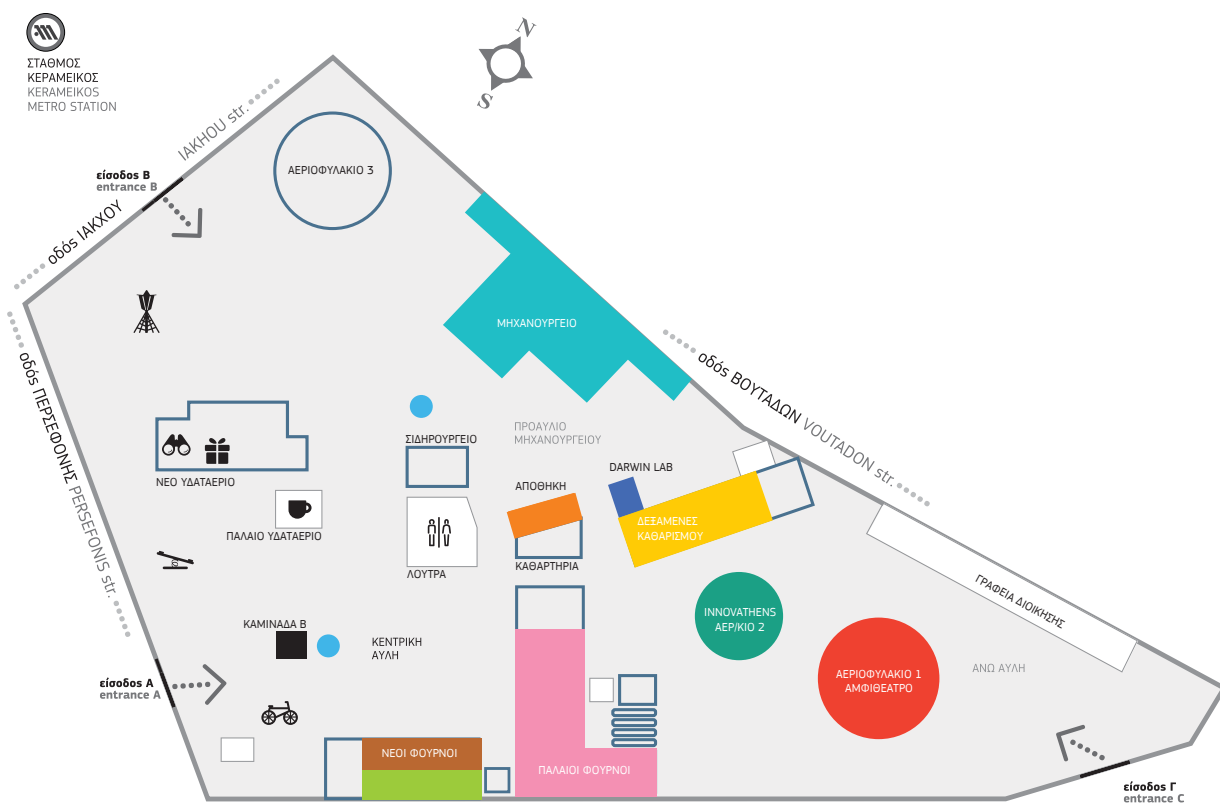 ΣΤΑΘΜΟΣ
ΚΕΡΑΜΕΙΚΟΣ
KERAMEIKOS
METRO STATION
N
S
IAKHOU str.
οδός ΙΑΚΧΟΥ
είσοδος Β
entrance B
ΑΕΡΙΟΦΥΛΑΚΙΟ 3
ΜΗΧΑΝΟΥΡΓΕΙΟ
οδός ΠΕΡΣΕΦΟΝΗΣ PERSEFONIS str.
οδός ΒΟΥΤΑΔΩΝ VOUTADON str.
ΠΡΟΑΥΛΙΟ
ΜΗΧΑΝΟΥΡΓΕΙΟΥ
ΣΙΔΗΡΟΥΡΓΕΙΟ
ΝΕΟ ΥΔΑΤΑΕΡΙΟ
DARWIN LAB
ΑΠΟΘΗΚΗ
ΔΕΞΑΜΕΝΕΣ
ΚΑΘΑΡΙΣΜΟΥ
ΠΑΛΑΙΟ ΥΔΑΤΑΕΡΙΟ
ΛΟΥΤΡΑ
ΚΑΘΑΡΤΗΡΙΑ
ΓΡΑΦΕΙΑ ΔΙΟΙΚΗΣΗΣ
INNOVATHENS
ΑΕΡ/ΚΙΟ 2
ΚΑΜΙΝΑΔΑ Β
ΚΕΝΤΡΙΚΗ
ΑΥΛΗ
ΑΕΡΙΟΦΥΛΑΚΙΟ 1
ΑΜΦΙΘΕΑΤΡΟ
ΑΝΩ ΑΥΛΗ
είσοδος Α
entrance A
ΝΕΟΙ ΦΟΥΡΝΟΙ
ΠΑΛΑΙΟΙ ΦΟΥΡΝΟΙ
είσοδος Γ
entrance C